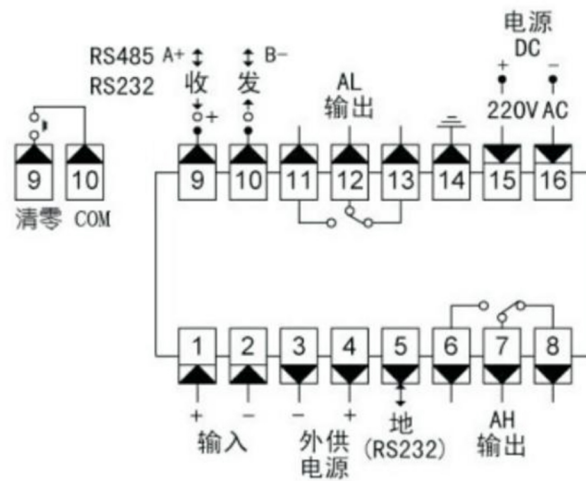 电源
DC
RS485 A+ B-
RS232 收 发
AL
输出
+ -
220V AC
+
9 10
清零 COM
9 10 11 12 13 14 15 16
1 2 3 4 5 6 7 8
+ - - +
输入
外供
电源
地
(RS232)
AH
输出